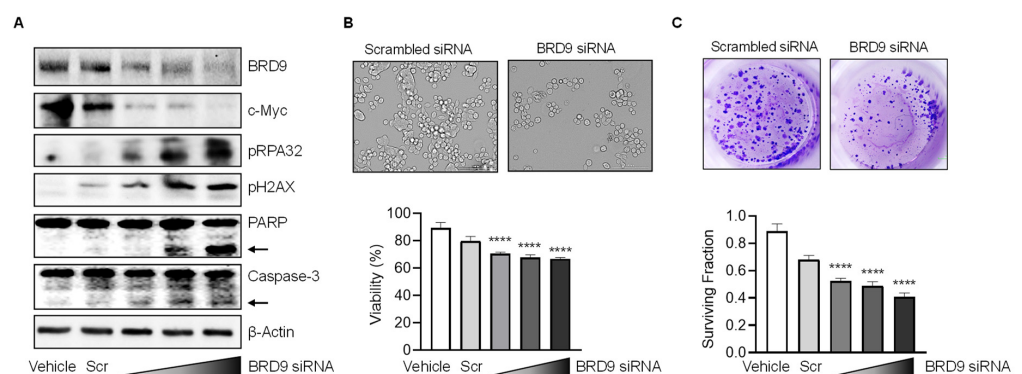 A
BRD9
c-Myc
pRPA32
pH2AX
PARP
Caspase-3
β-Actin
Vehicle Scr BRD9 siRNA
B
Scrambled siRNA BRD9 siRNA
Viability (%)
100
80
60
40
20
0
**** **** ****
Vehicle Scr BRD9 siRNA
C
Scrambled siRNA BRD9 siRNA
Surviving Fraction
1.0
0.8
0.6
0.4
0.2
0.0
**** **** ****
Vehicle Scr BRD9 siRNA